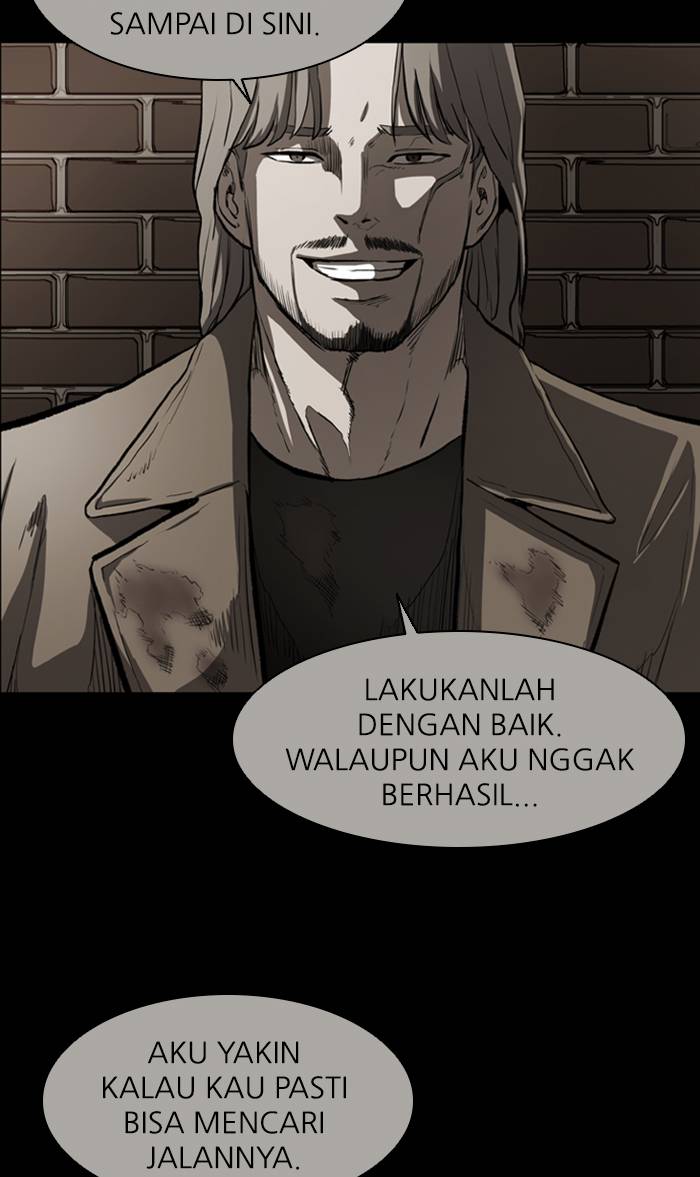 SAMPAI DI SINI.
LAKUKANLAH
DENGAN BAIK.
WALAUPUN AKU NGGAK
BERHASIL...
AKU YAKIN
KALAU KAU PASTI
BISA MENCARI
JALANNYA.